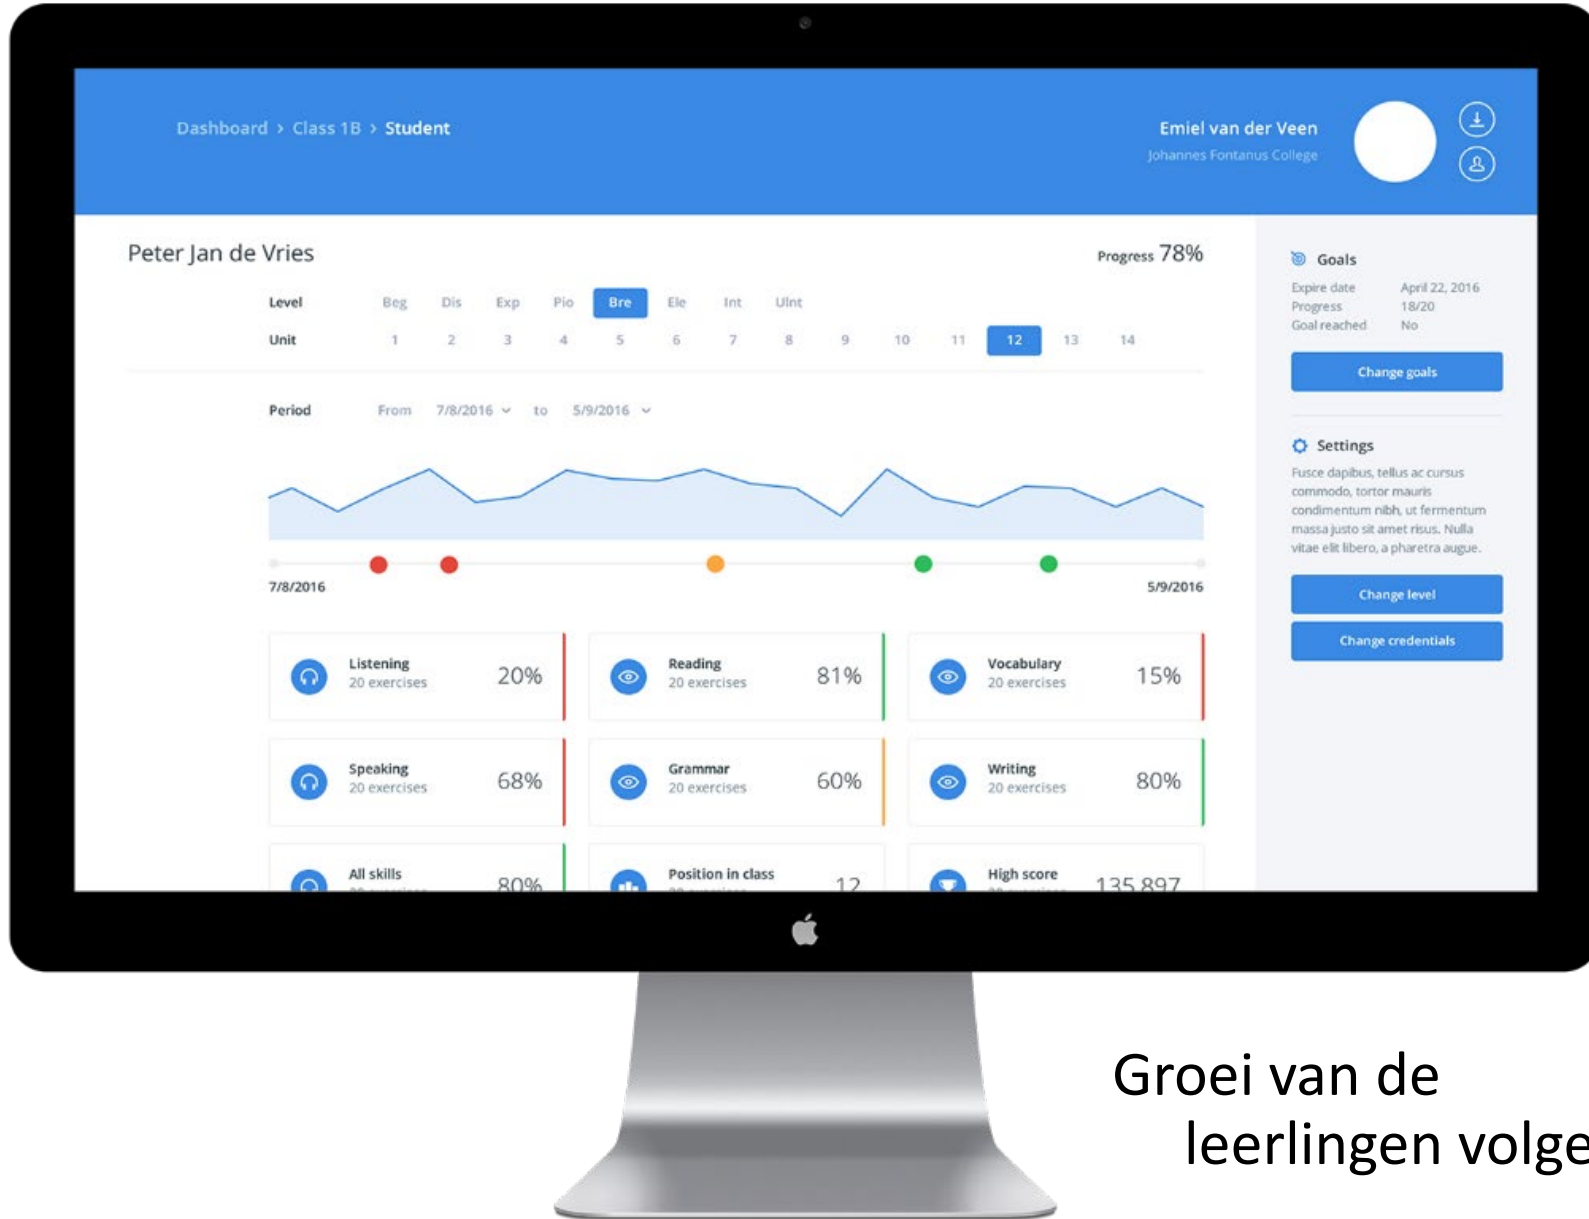 Dashboard > Class 1B > Student
Emiel van der Veen
Johannes Fontanus College
Peter Jan de Vries
Progress 78%
Level Beg Dis Exp Pio Bre Ele Int UInt
Unit 1 2 3 4 5 6 7 8 9 10 11 12 13 14
Period From 7/8/2016 to 5/9/2016
7/8/2016 5/9/2016
Listening 20%
20 exercises
Reading 81%
20 exercises
Vocabulary 15%
20 exercises
Speaking 68%
20 exercises
Grammar 60%
20 exercises
Writing 80%
20 exercises
All skills 80%
Position in class 12
High score 135.897
Goals
Expire date April 22, 2016
Progress 18/20
Goal reached No
Change goals
Settings
Fusce dapibus, tellus ac cursus
commodo, tortor mauris
condimentum nibh, ut fermentum
massa justo sit amet risus. Nulla
vitae elit libero, a pharetra augue.
Change level
Change credentials
Groei van de
leerlingen volge